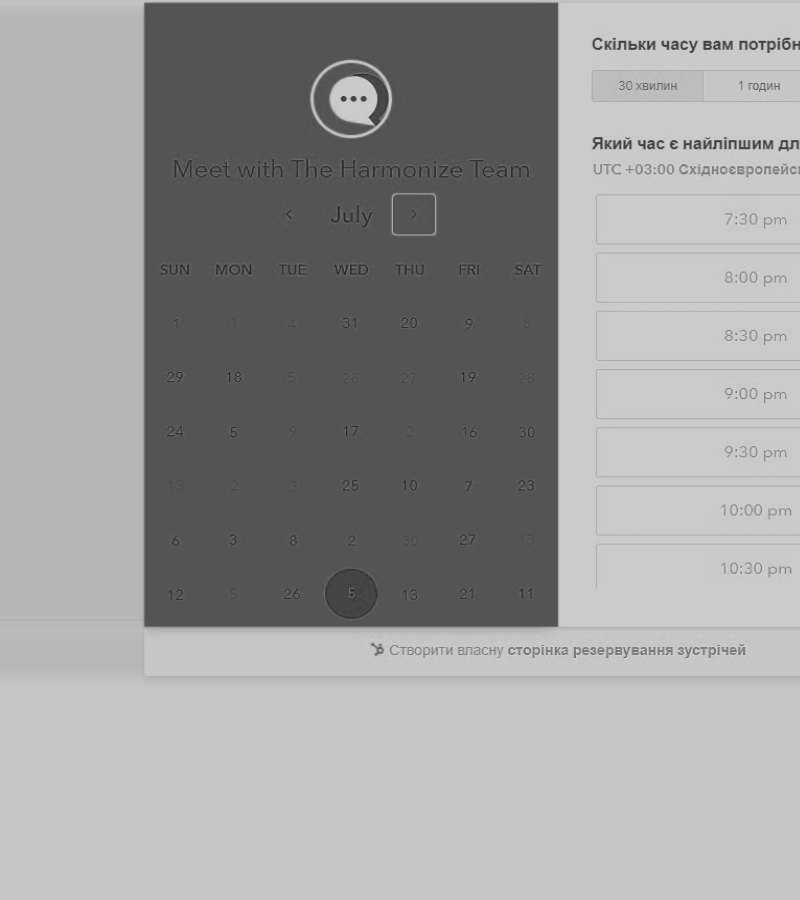 Meet with The Harmonize Team
July
SUN MON TUE WED THU FRI SAT
1 1 4 31 20 9 8
29 18 5 28 27 19 28
24 5 9 17 2 16 30
13 2 3 25 10 7 23
6 3 8 2 30 27 13
12 5 26 5 13 21 11
Скільки часу вам потрібн
30 хвилин 1 годин
Який час є найліпшим дл
UTC +03:00 Східноєвропейсь
7:30 pm
8:00 pm
8:30 pm
9:00 pm
9:30 pm
10:00 pm
10:30 pm
Створити власну сторінка резервування зустрічей